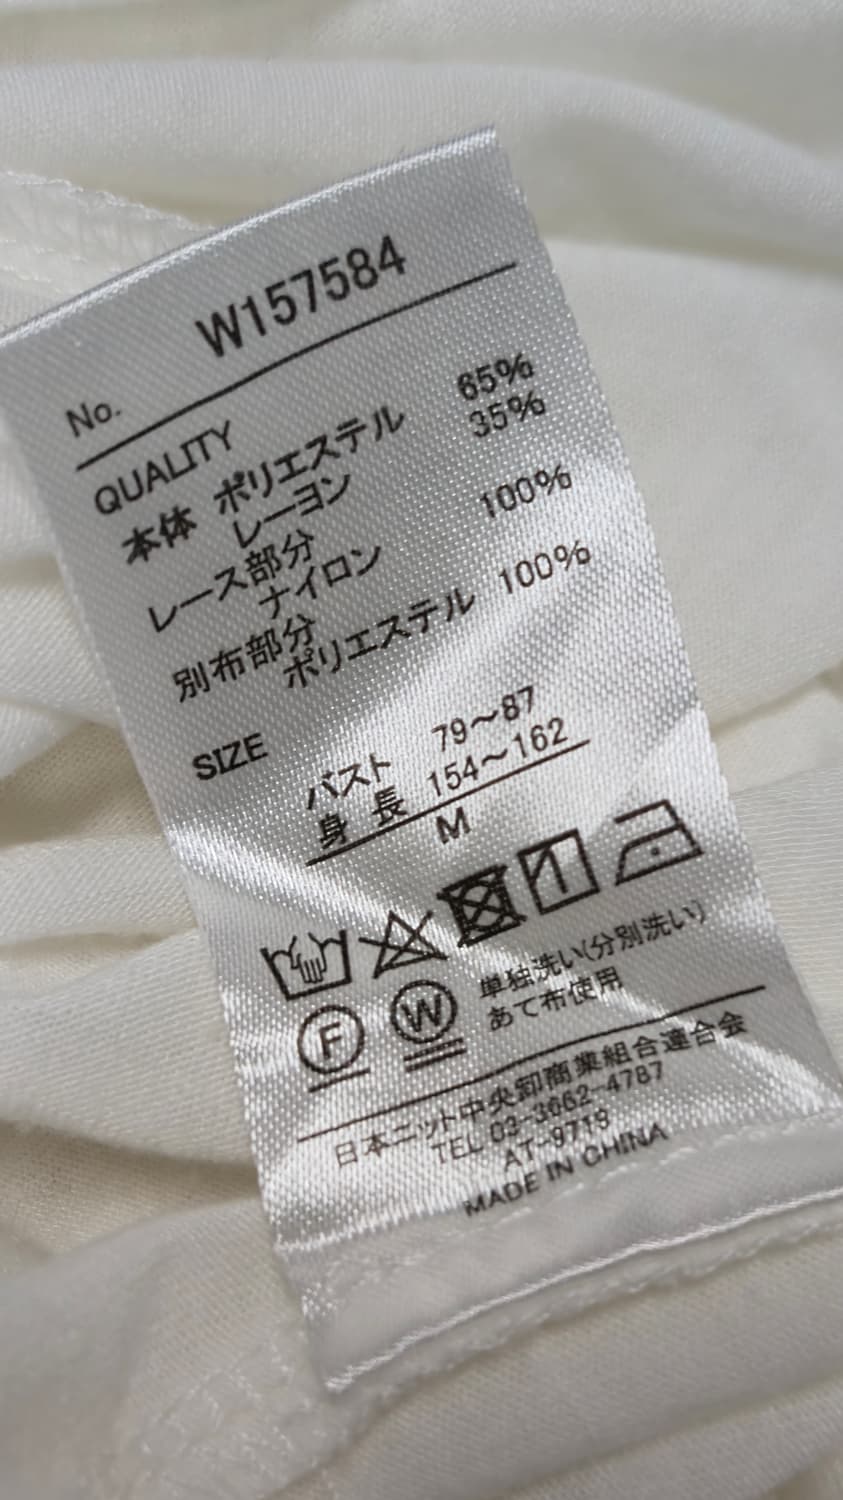 No. W157584
QUALITY
本体 ポリエステル 65%
レーヨン 35%
レース部分
ナイロン 100%
別布部分
ポリエステル 100%
SIZE
バスト 79～87
身長 154～162
M
F W
単独洗い(分別洗い)
あて布使用
日本ニット中央卸商業組合連合会
TEL 03-3662-4787
AT-9719
MADE IN CHINA